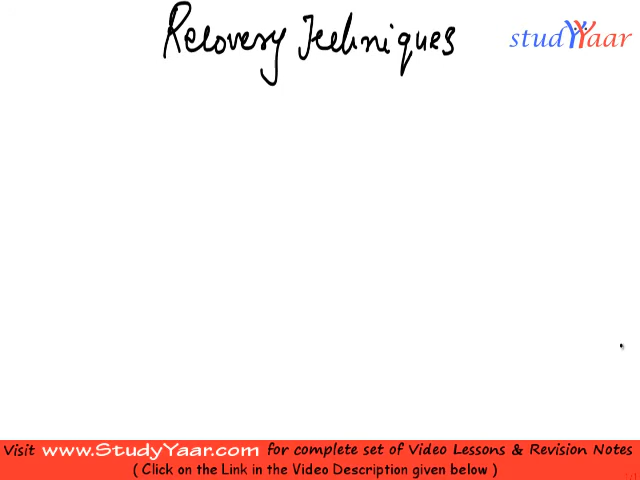 Recovery Techniques
studYYaar
Visit www.StudyYaar.com for complete set of Video Lessons & Revision Notes
( Click on the Link in the Video Description given below )